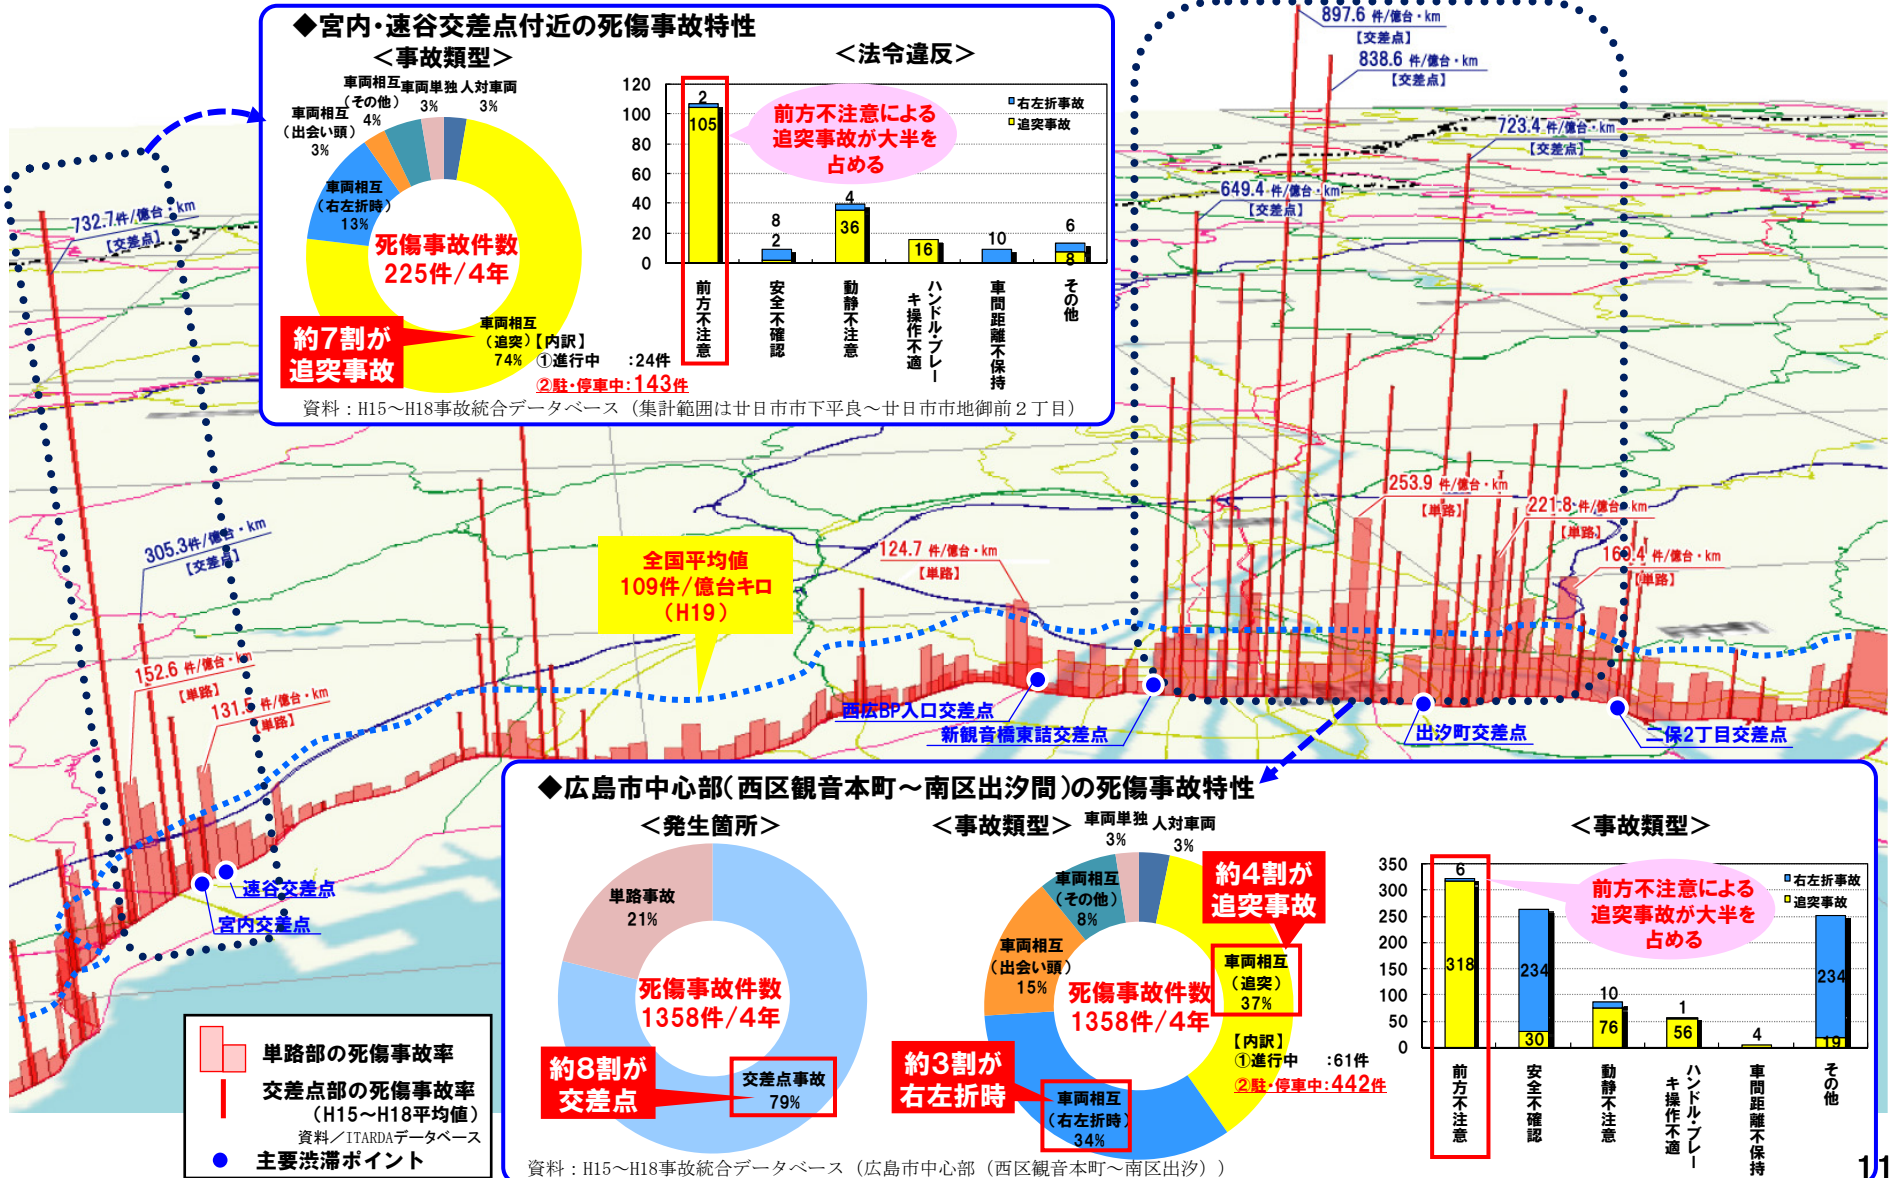 ◆宮内・速谷交差点付近の死傷事故特性
＜事故類型＞
車両相互
（その他）
4%
車両単独
3%
人対車両
3%
車両相互
（出会い頭）
3%
車両相互
（右左折時）
13%
死傷事故件数
225件/4年
車両相互
（追突）
74%
【内訳】
①進行中　：24件
②駐・停車中：143件
約7割が
追突事故
＜法令違反＞
120
100
80
60
40
20
0
2
105
8
2
4
36
16
10
6
8
前方不注意による
追突事故が大半を
占める
右左折事故
追突事故
前方不注意
安全不確認
動静不注意
ハンドル・ブレー
キ操作不適
車間距離不保持
その他
資料：H15～H18事故統合データベース（集計範囲は廿日市市下平良～廿日市市地御前２丁目）
897.6 件/億台・km
【交差点】
838.6 件/億台・km
【交差点】
723.4 件/億台・km
【交差点】
649.4 件/億台・km
【交差点】
732.7件/億台・km
【交差点】
305.3件/億台・km
【交差点】
152.6 件/億台・km
【単路】
131.5 件/億台・km
【単路】
全国平均値
109件/億台キロ
（H19）
124.7 件/億台・km
【単路】
253.9 件/億台・km
【単路】
221.8 件/億台・km
【単路】
件/億台・km
【単路】
西広BP入口交差点
新観音橋東詰交差点
出汐町交差点
二保2丁目交差点
速谷交差点
宮内交差点
◆広島市中心部（西区観音本町～南区出汐間）の死傷事故特性
＜発生箇所＞
単路事故
21%
死傷事故件数
1358件/4年
交差点事故
79%
約8割が
交差点
＜事故類型＞
車両単独
3%
人対車両
3%
車両相互
（その他）
8%
車両相互
（出会い頭）
15%
死傷事故件数
1358件/4年
車両相互
（追突）
37%
約4割が
追突事故
【内訳】
①進行中　：61件
②駐・停車中：442件
約3割が
右左折時
車両相互
（右左折時）
34%
＜事故類型＞
350
300
250
200
150
100
50
0
6
318
234
30
10
76
1
56
4
234
19
前方不注意による
追突事故が大半を
占める
右左折事故
追突事故
前方不注意
安全不確認
動静不注意
ハンドル・ブレー
キ操作不適
車間距離不保持
その他
資料：H15～H18事故統合データベース（広島市中心部（西区観音本町～南区出汐））
単路部の死傷事故率
交差点部の死傷事故率
（H15～H18平均値）
資料／ITARDAデータベース
主要渋滞ポイント
11